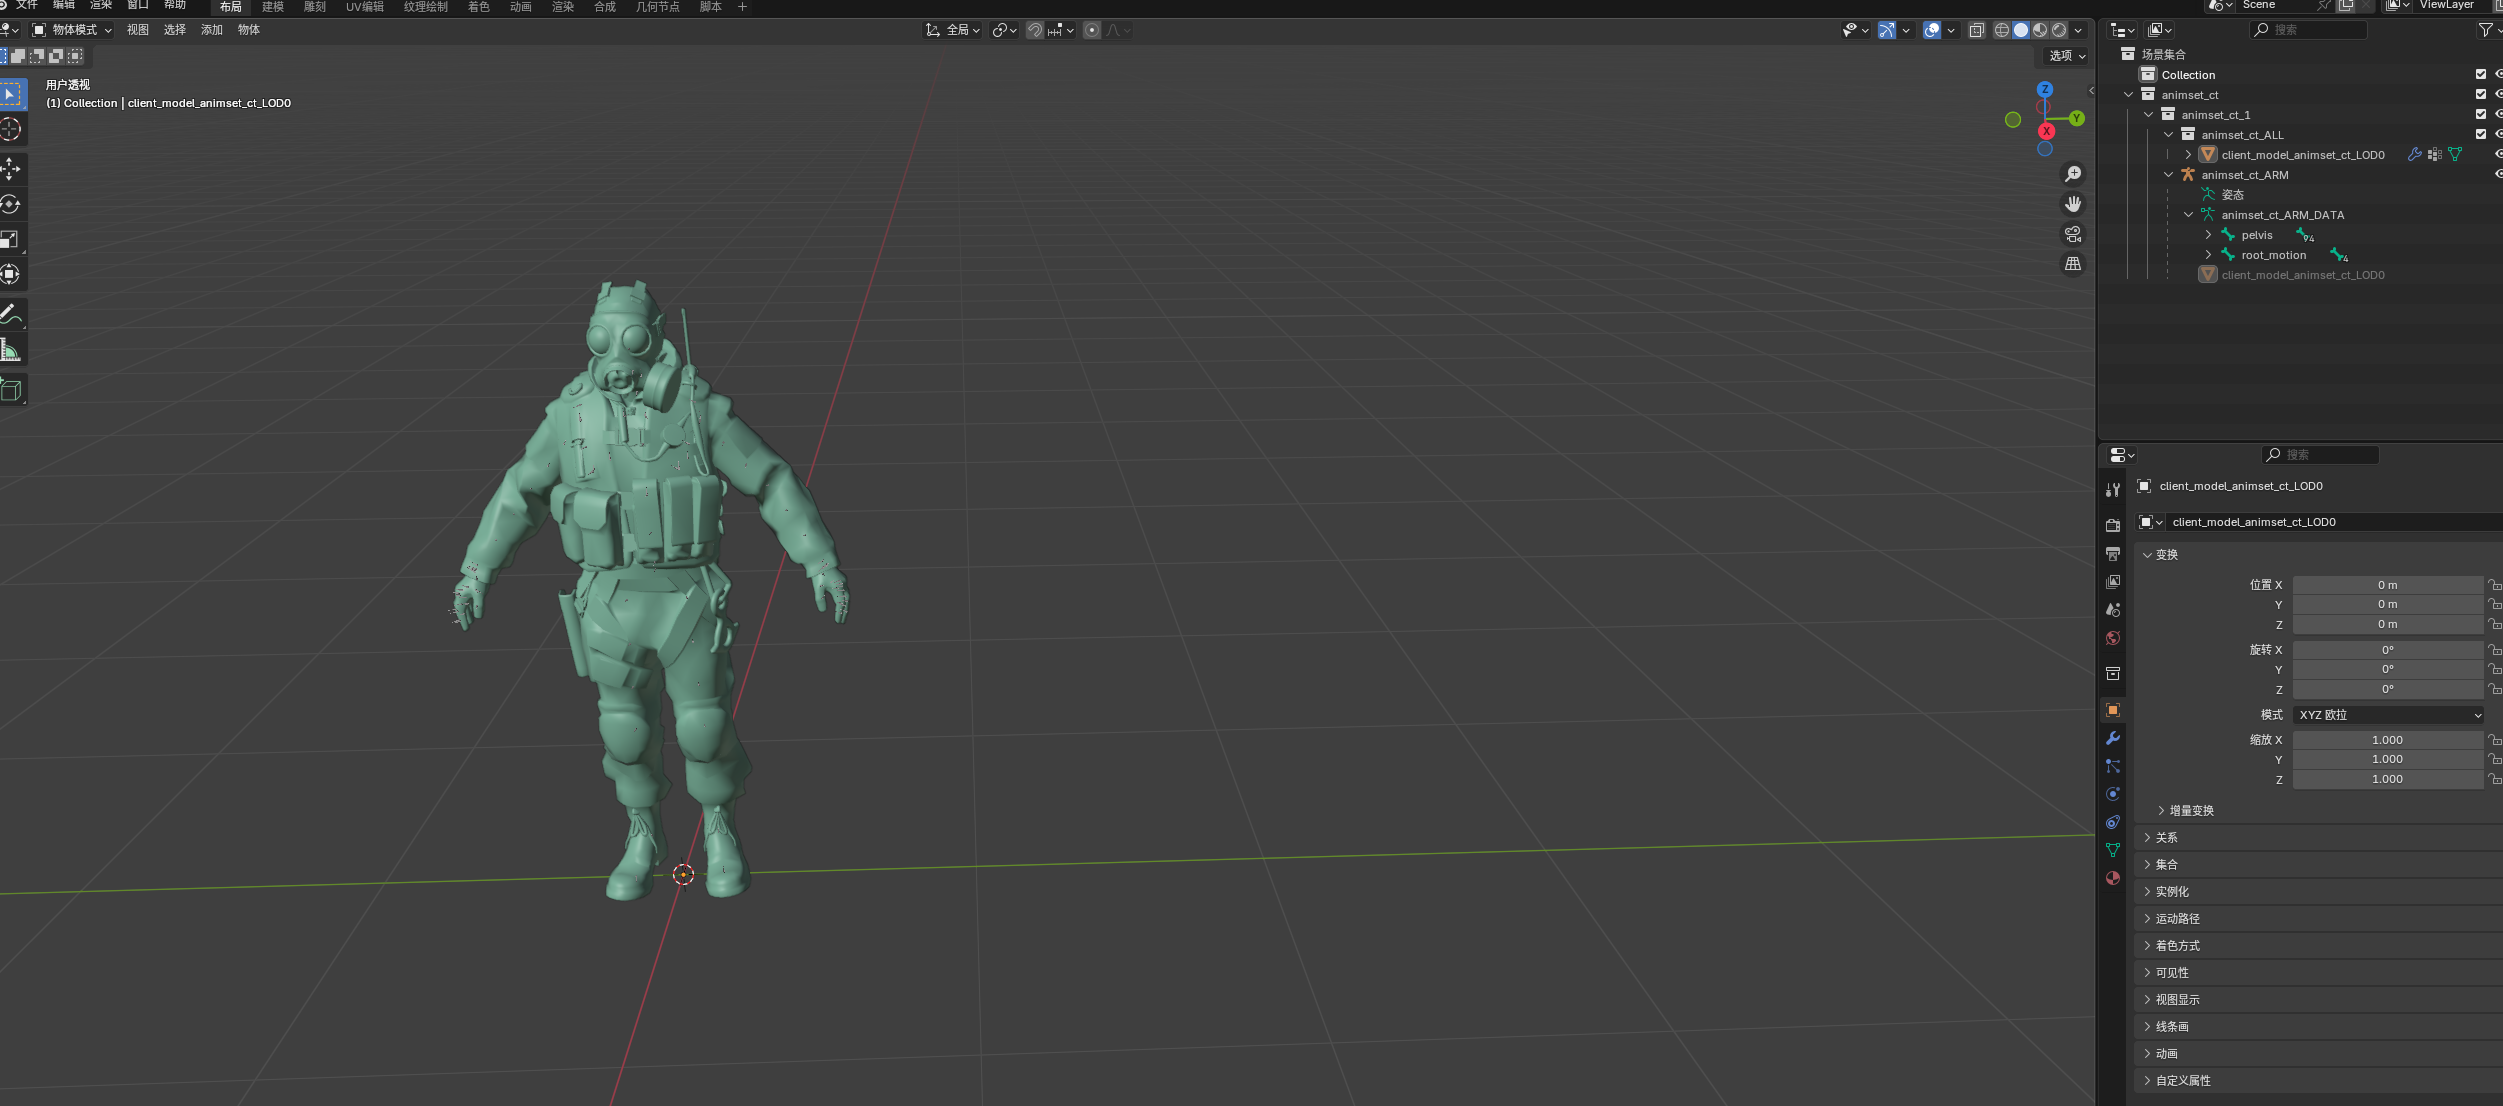 文件 编辑 渲染 窗口 帮助 布局 建模 雕刻 UV编辑 纹理绘制 着色 动画 渲染 合成 几何节点 脚本 +
Scene ViewLayer
物体模式 视图 选择 添加 物体 全局
选项
用户透视
(1) Collection | client_model_animset_ct_LOD0
Z
Y
X
搜索
场景集合
Collection
animset_ct
animset_ct_1
animset_ct_ALL
client_model_animset_ct_LOD0
animset_ct_ARM
姿态
animset_ct_ARM_DATA
pelvis 94
root_motion 4
client_model_animset_ct_LOD0
搜索
client_model_animset_ct_LOD0
client_model_animset_ct_LOD0
变换
位置 X 0 m
Y 0 m
Z 0 m
旋转 X 0°
Y 0°
Z 0°
模式 XYZ 欧拉
缩放 X 1.000
Y 1.000
Z 1.000
增量变换
关系
集合
实例化
运动路径
着色方式
可见性
视图显示
线条画
动画
自定义属性